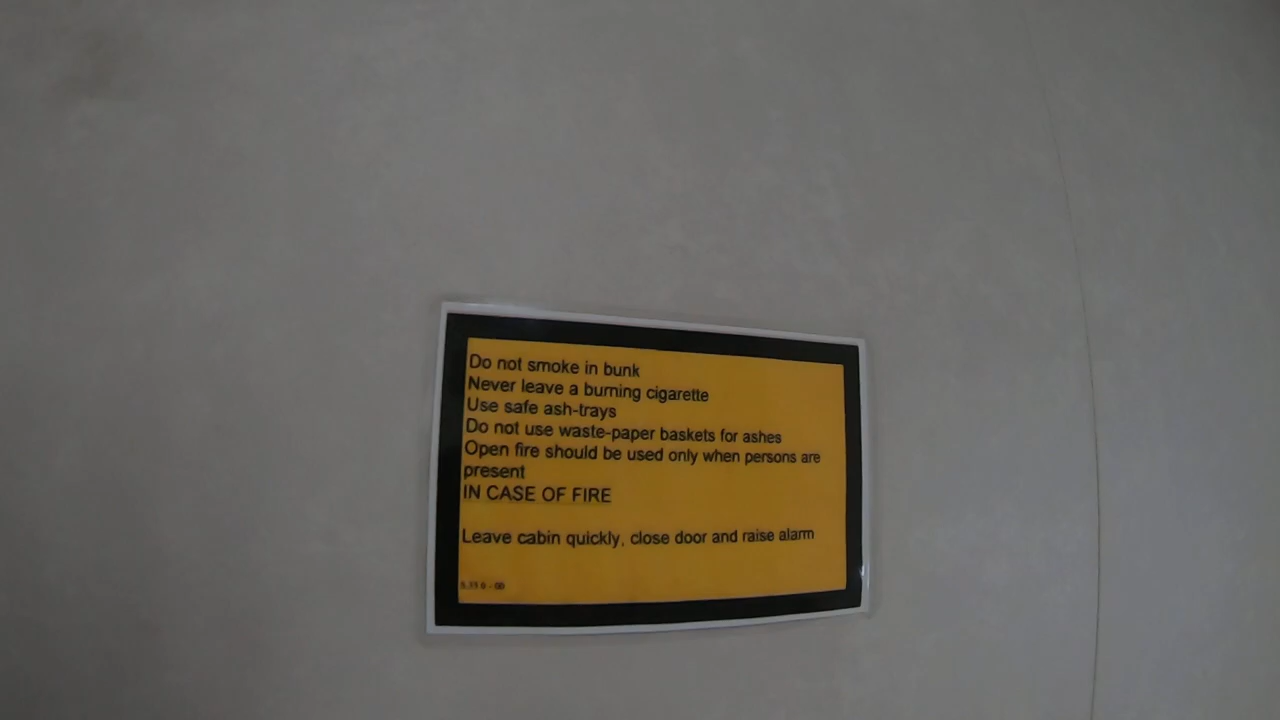 Do not smoke in bunk
Never leave a burning cigarette
Use safe ash-trays
Do not use waste-paper baskets for ashes
Open fire should be used only when persons are
present
IN CASE OF FIRE
Leave cabin quickly, close door and raise alarm